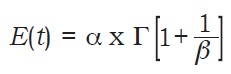 E(t) = α x Γ[1+ 1/β]